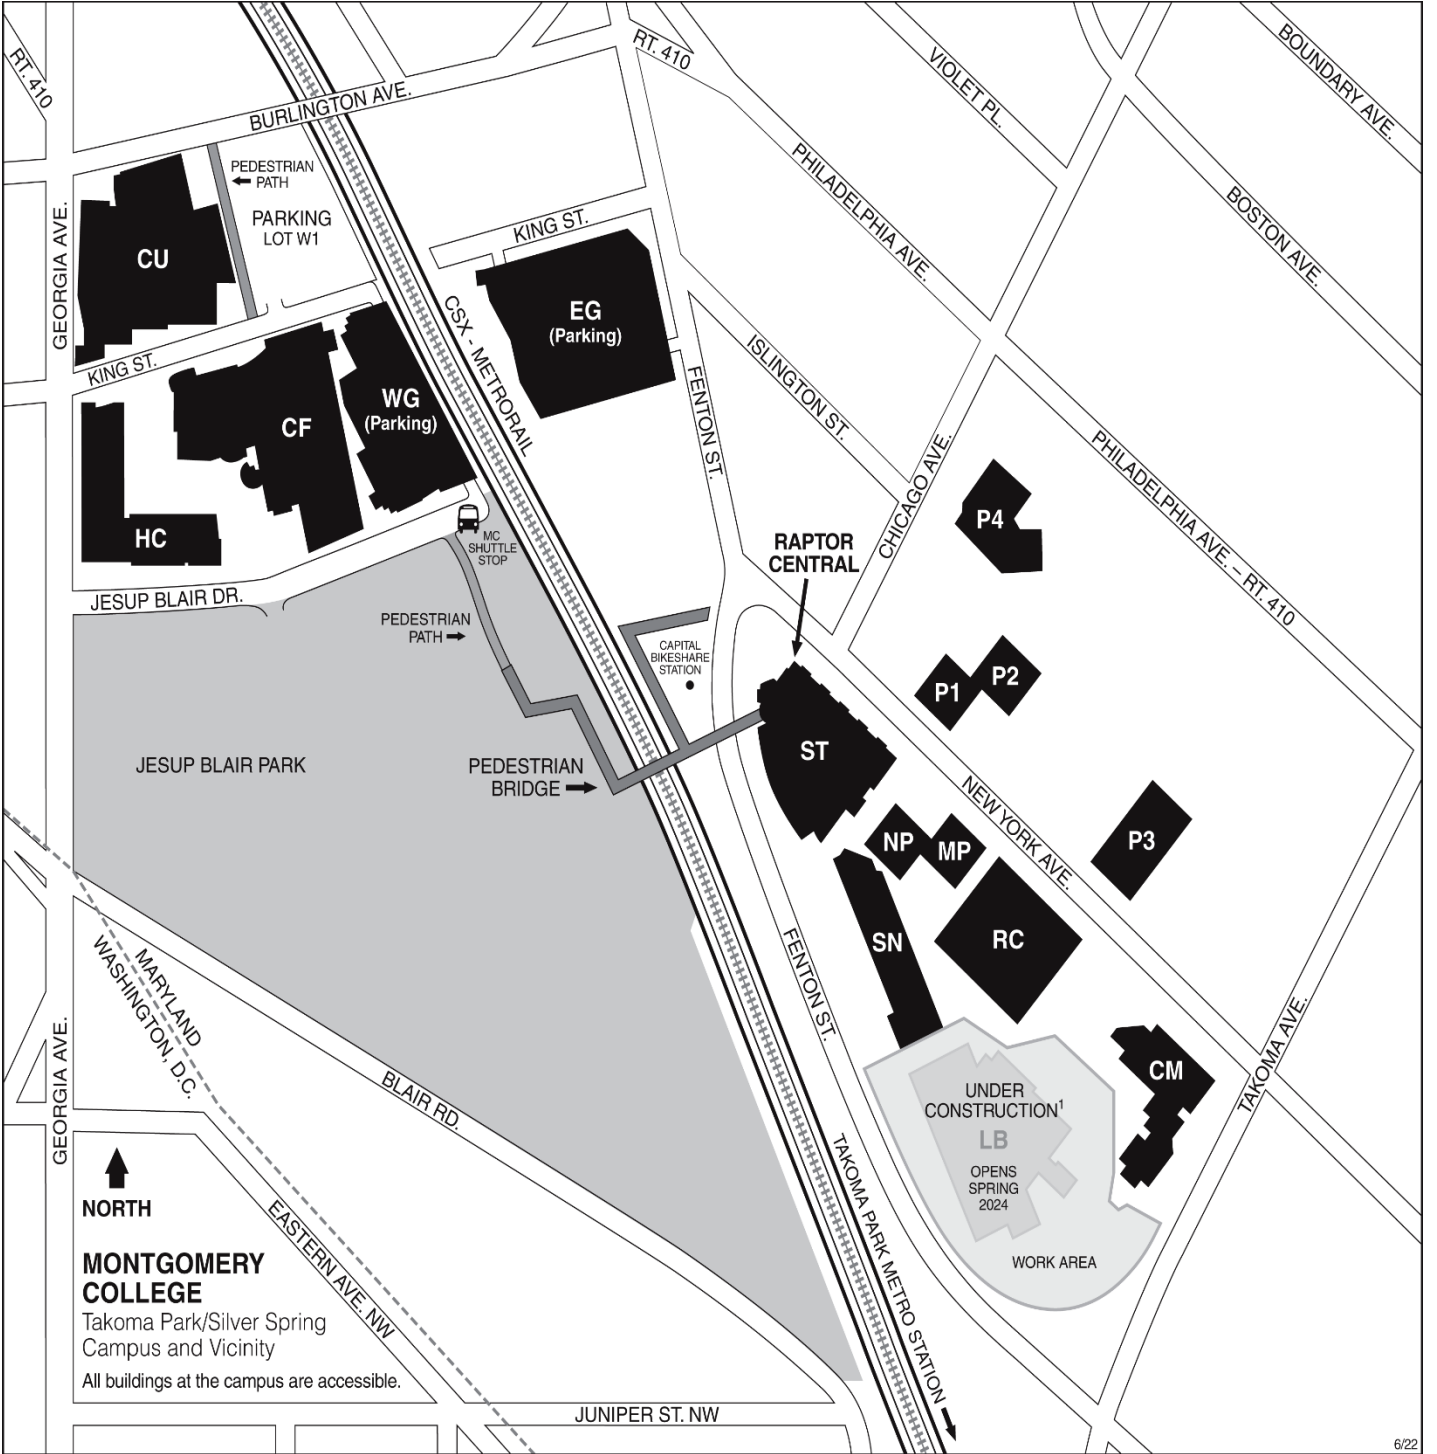 RT. 410
BURLINGTON AVE.
RT. 410
VIOLET PL.
BOUNDARY AVE.
PEDESTRIAN
PATH
PARKING
LOT W1
GEORGIA AVE.
CU
KING ST.
KING ST.
PHILADELPHIA AVE.
BOSTON AVE.
EG
(Parking)
CSX - METRORAIL
ISLINGTON ST.
FENTON ST.
CF
WG
(Parking)
HC
MC
SHUTTLE
STOP
CHICAGO AVE.
P4
PHILADELPHIA AVE. – RT. 410
RAPTOR
CENTRAL
JESUP BLAIR DR.
PEDESTRIAN
PATH
CAPITAL
BIKESHARE
STATION
P1
P2
ST
JESUP BLAIR PARK
PEDESTRIAN
BRIDGE
NEW YORK AVE.
NP
MP
P3
SN
RC
FENTON ST.
MARYLAND
WASHINGTON, D.C.
GEORGIA AVE.
BLAIR RD.
UNDER
CONSTRUCTION¹
LB
OPENS
SPRING
2024
WORK AREA
CM
TAKOMA AVE.
TAKOMA PARK METRO STATION
NORTH
EASTERN AVE. NW
MONTGOMERY
COLLEGE
Takoma Park/Silver Spring
Campus and Vicinity
All buildings at the campus are accessible.
JUNIPER ST. NW
6/22